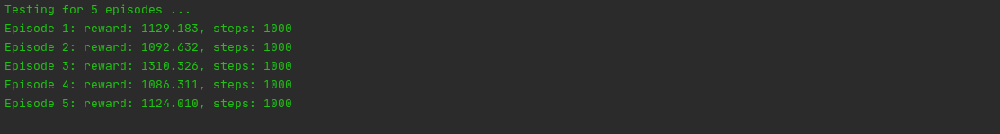 Testing for 5 episodes ...
Episode 1: reward: 1129.183, steps: 1000
Episode 2: reward: 1092.632, steps: 1000
Episode 3: reward: 1310.326, steps: 1000
Episode 4: reward: 1086.311, steps: 1000
Episode 5: reward: 1124.010, steps: 1000